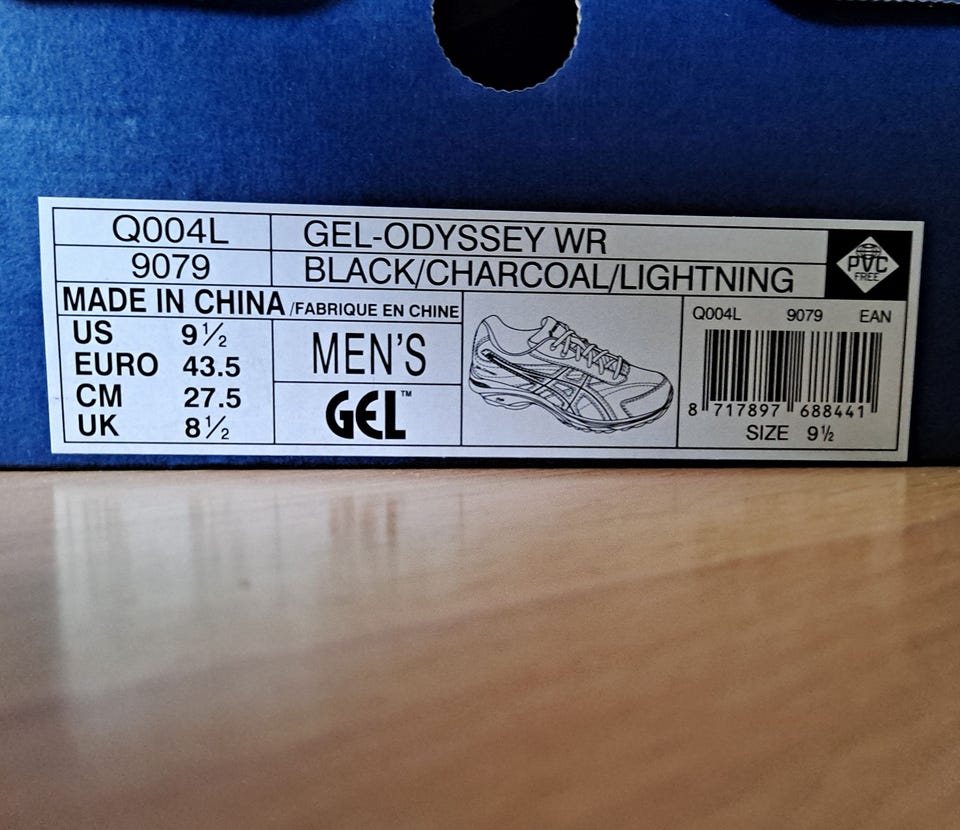 Q004L
GEL-ODYSSEY WR
9079
BLACK/CHARCOAL/LIGHTNING
PVC
FREE
MADE IN CHINA /FABRIQUE EN CHINE
US 9½
EURO 43.5
CM 27.5
UK 8½
MEN'S
GEL™
Q004L 9079 EAN
8 717897 688441
SIZE 9½